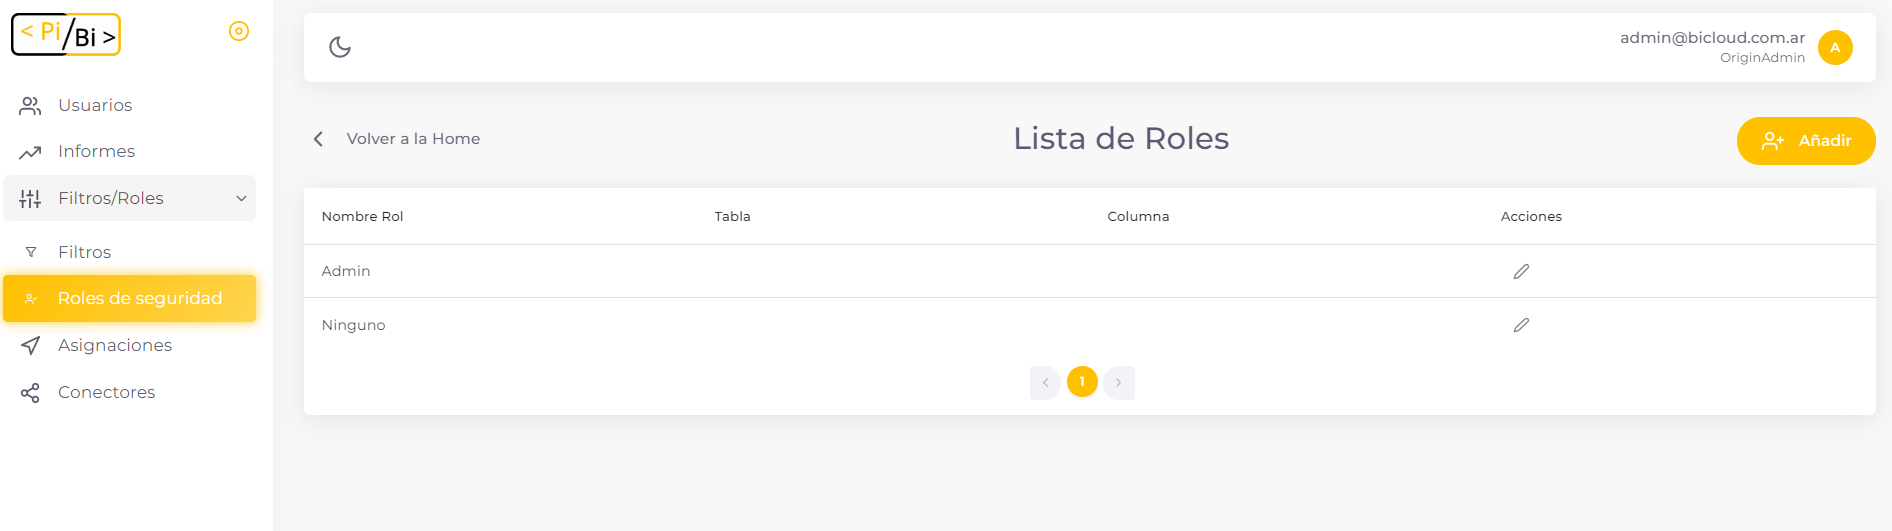 < Pi/Bi >
Usuarios
Informes
Filtros/Roles
Filtros
Roles de seguridad
Asignaciones
Conectores
admin@bicloud.com.ar
OriginAdmin
A
Volver a la Home
Lista de Roles
Añadir
Nombre Rol Tabla Columna Acciones
Admin
Ninguno
1